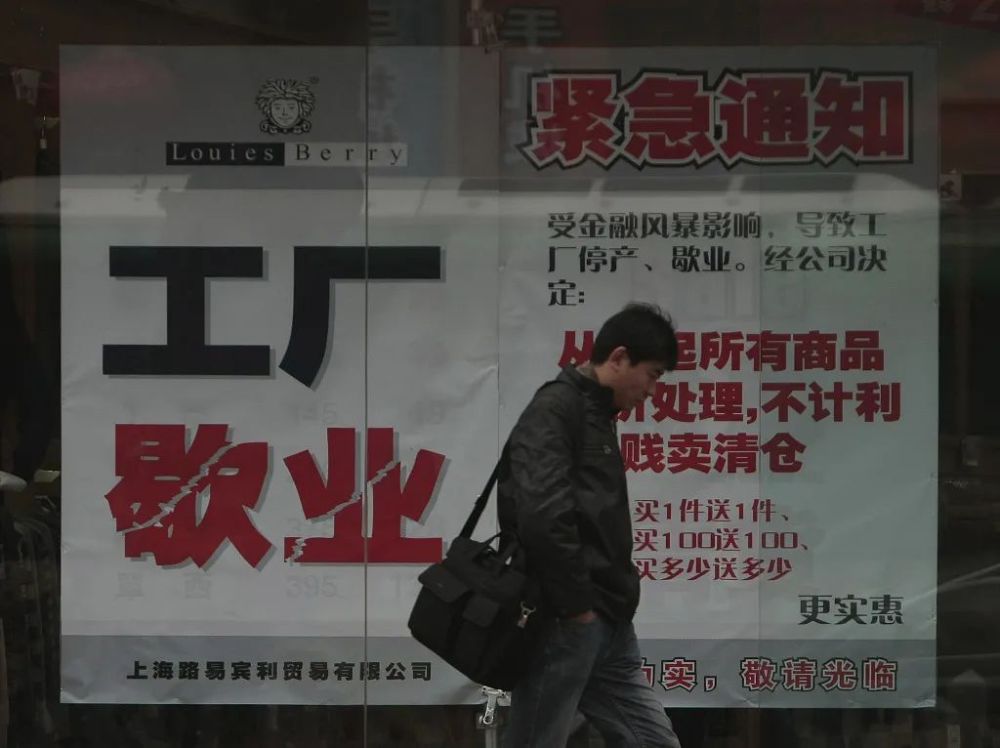 Louies Berry
工厂
歇业
上海路易宾利贸易有限公司
紧急通知
受金融风暴影响，导致工
厂停产、歇业。经公司决
定：
从 起所有商品
折处理,不计利
贱卖清仓
买1件送1件、
买100送100、
买多少送多少
更实惠
实，敬请光临